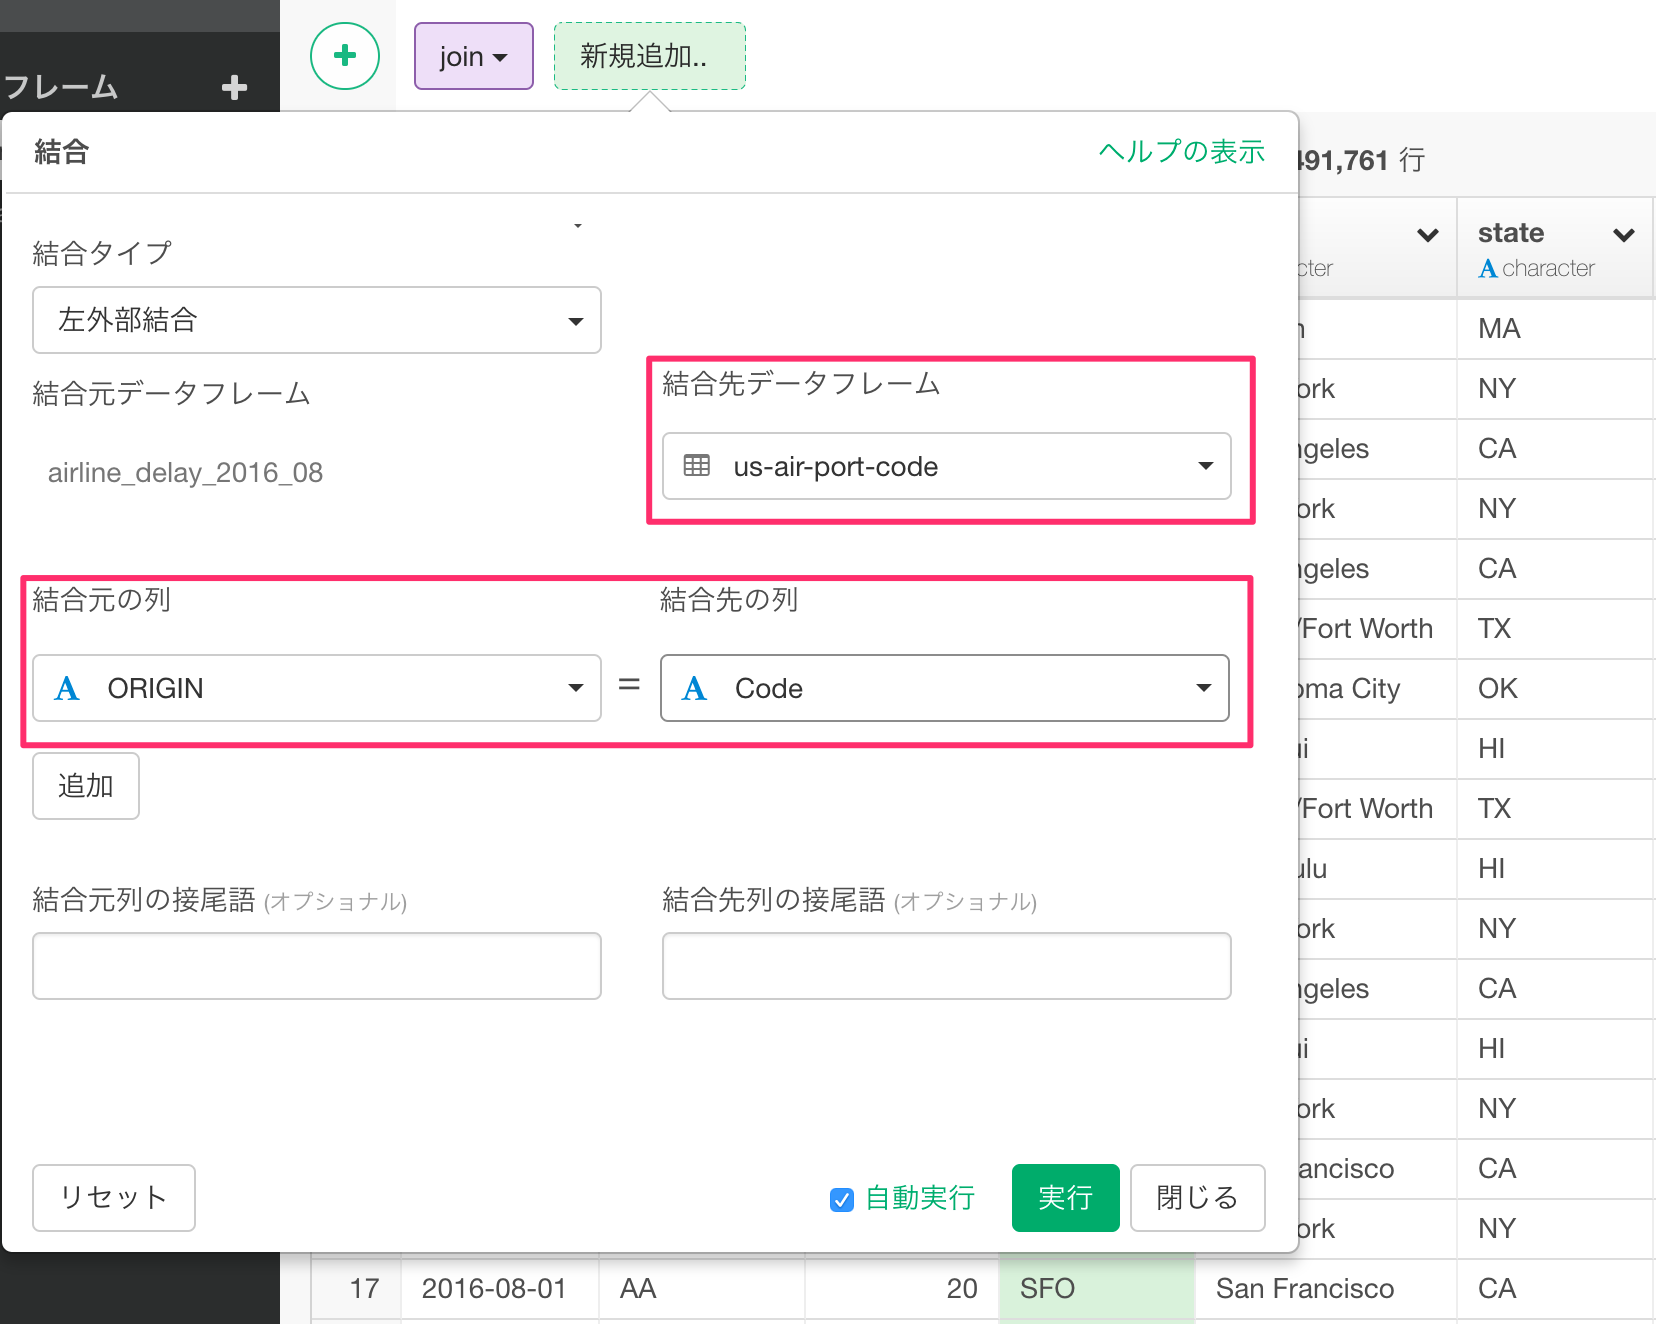 フレーム
join
新規追加..
結合
ヘルプの表示
491,761 行
結合タイプ
左外部結合
結合元データフレーム
airline_delay_2016_08
結合先データフレーム
us-air-port-code
結合元の列
結合先の列
ORIGIN
=
Code
追加
結合元列の接尾語 (オプショナル)
結合先列の接尾語 (オプショナル)
リセット
自動実行
実行
閉じる
state
character
MA
ork NY
ngeles CA
ork NY
ngeles CA
/Fort Worth TX
oma City OK
ui HI
/Fort Worth TX
ulu HI
ork NY
ngeles CA
ui HI
ork NY
ancisco CA
ork NY
17 2016-08-01 AA 20 SFO San Francisco CA